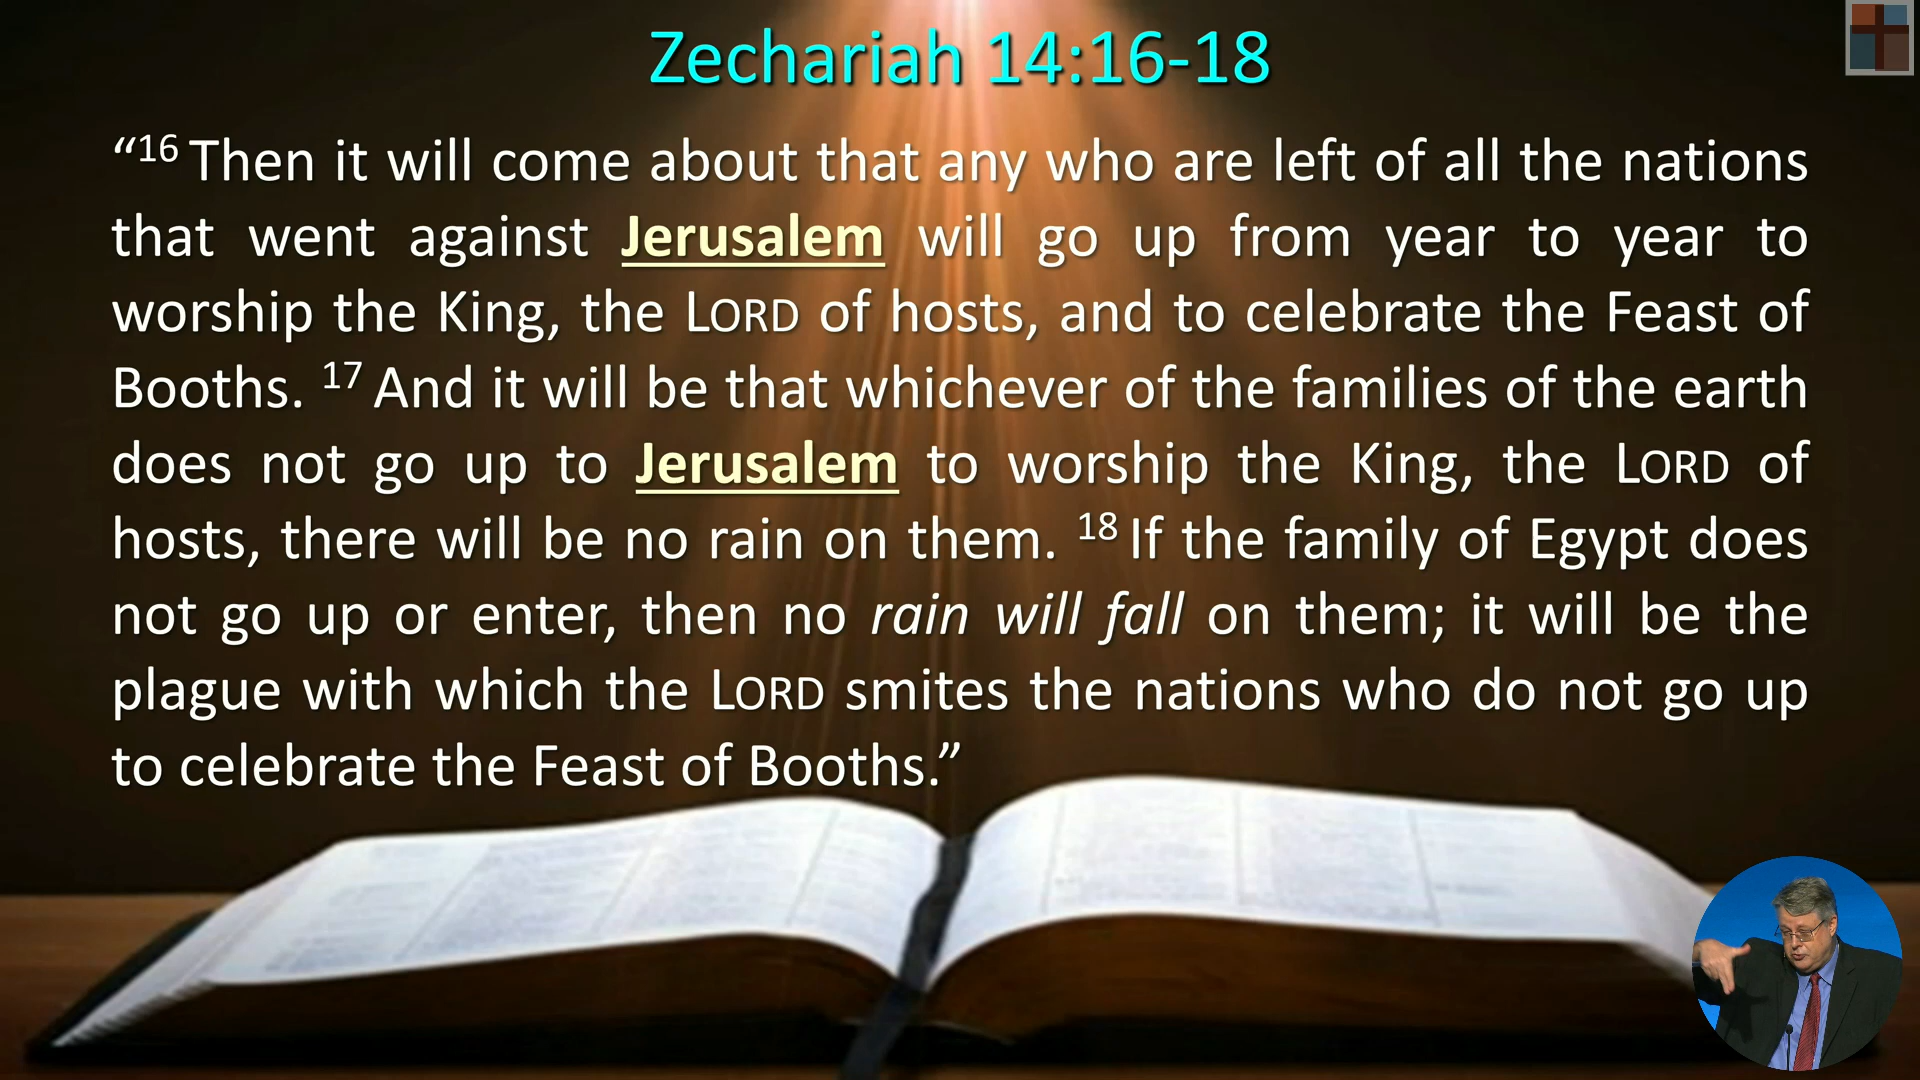 Zechariah 14:16-18
“16 Then it will come about that any who are left of all the nations
that went against Jerusalem will go up from year to year to
worship the King, the LORD of hosts, and to celebrate the Feast of
Booths. 17 And it will be that whichever of the families of the earth
does not go up to Jerusalem to worship the King, the LORD of
hosts, there will be no rain on them. 18 If the family of Egypt does
not go up or enter, then no rain will fall on them; it will be the
plague with which the LORD smites the nations who do not go up
to celebrate the Feast of Booths.”